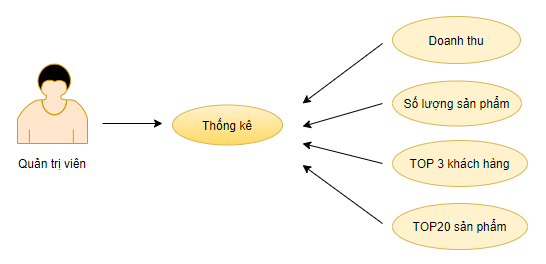 Doanh thu
Số lượng sản phẩm
Thống kê
Quản trị viên
TOP 3 khách hàng
TOP20 sản phẩm